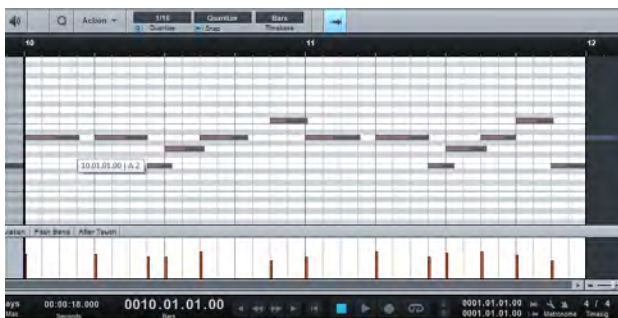 Action 1/16 Quantize Bars
Q Quantize Snap Timebase
10 11 12
10.01.01.00 | A 2
Pitch Bend After Touch
00:00:18.000 0010.01.01.00 0001.01.01.00 4 / 4
Max Seconds Bars 0001.01.01.00 Metronome Timesig